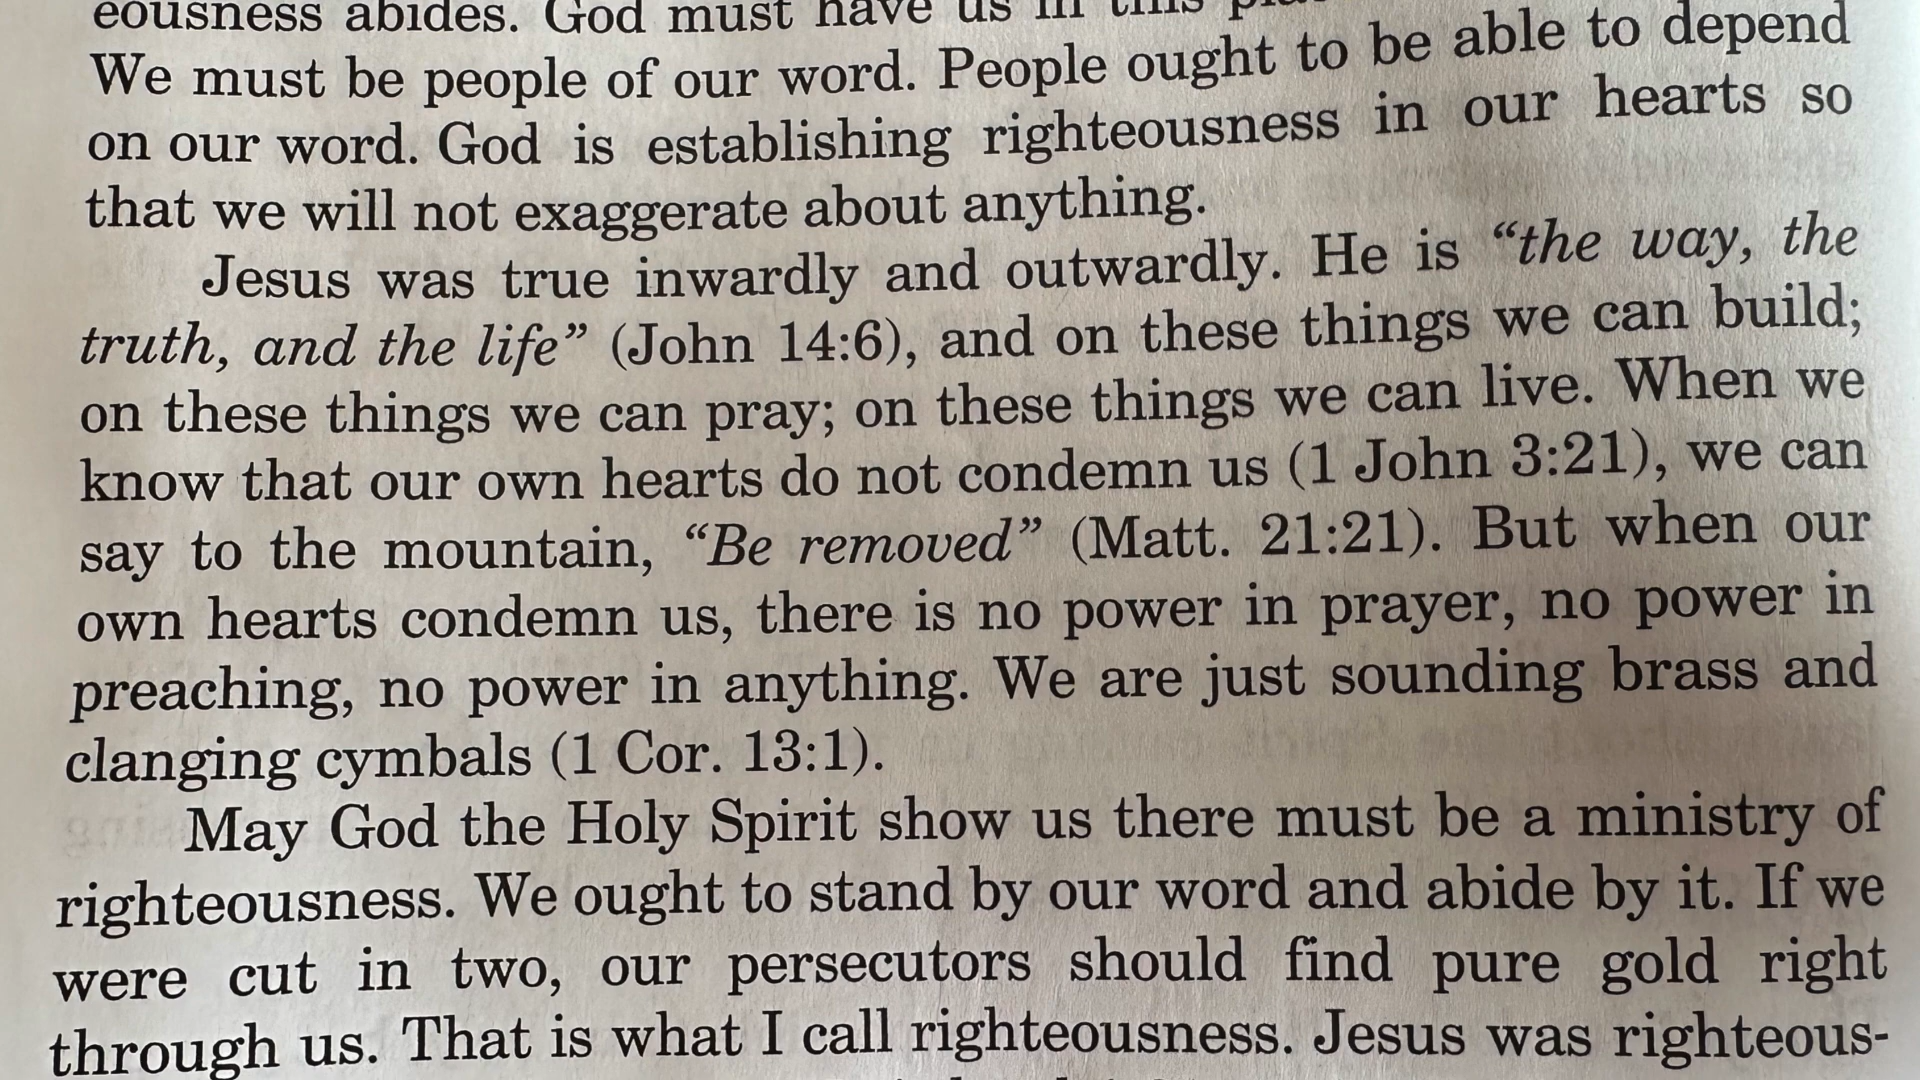 eousness abides. God must have us in this
We must be people of our word. People ought to be able to depend
on our word. God is establishing righteousness in our hearts so
that we will not exaggerate about anything.
Jesus was true inwardly and outwardly. He is “the way, the
truth, and the life” (John 14:6), and on these things we can build;
on these things we can pray; on these things we can live. When we
know that our own hearts do not condemn us (1 John 3:21), we can
say to the mountain, “Be removed” (Matt. 21:21). But when our
own hearts condemn us, there is no power in prayer, no power in
preaching, no power in anything. We are just sounding brass and
clanging cymbals (1 Cor. 13:1).
May God the Holy Spirit show us there must be a ministry of
righteousness. We ought to stand by our word and abide by it. If we
were cut in two, our persecutors should find pure gold right
through us. That is what I call righteousness. Jesus was righteous-